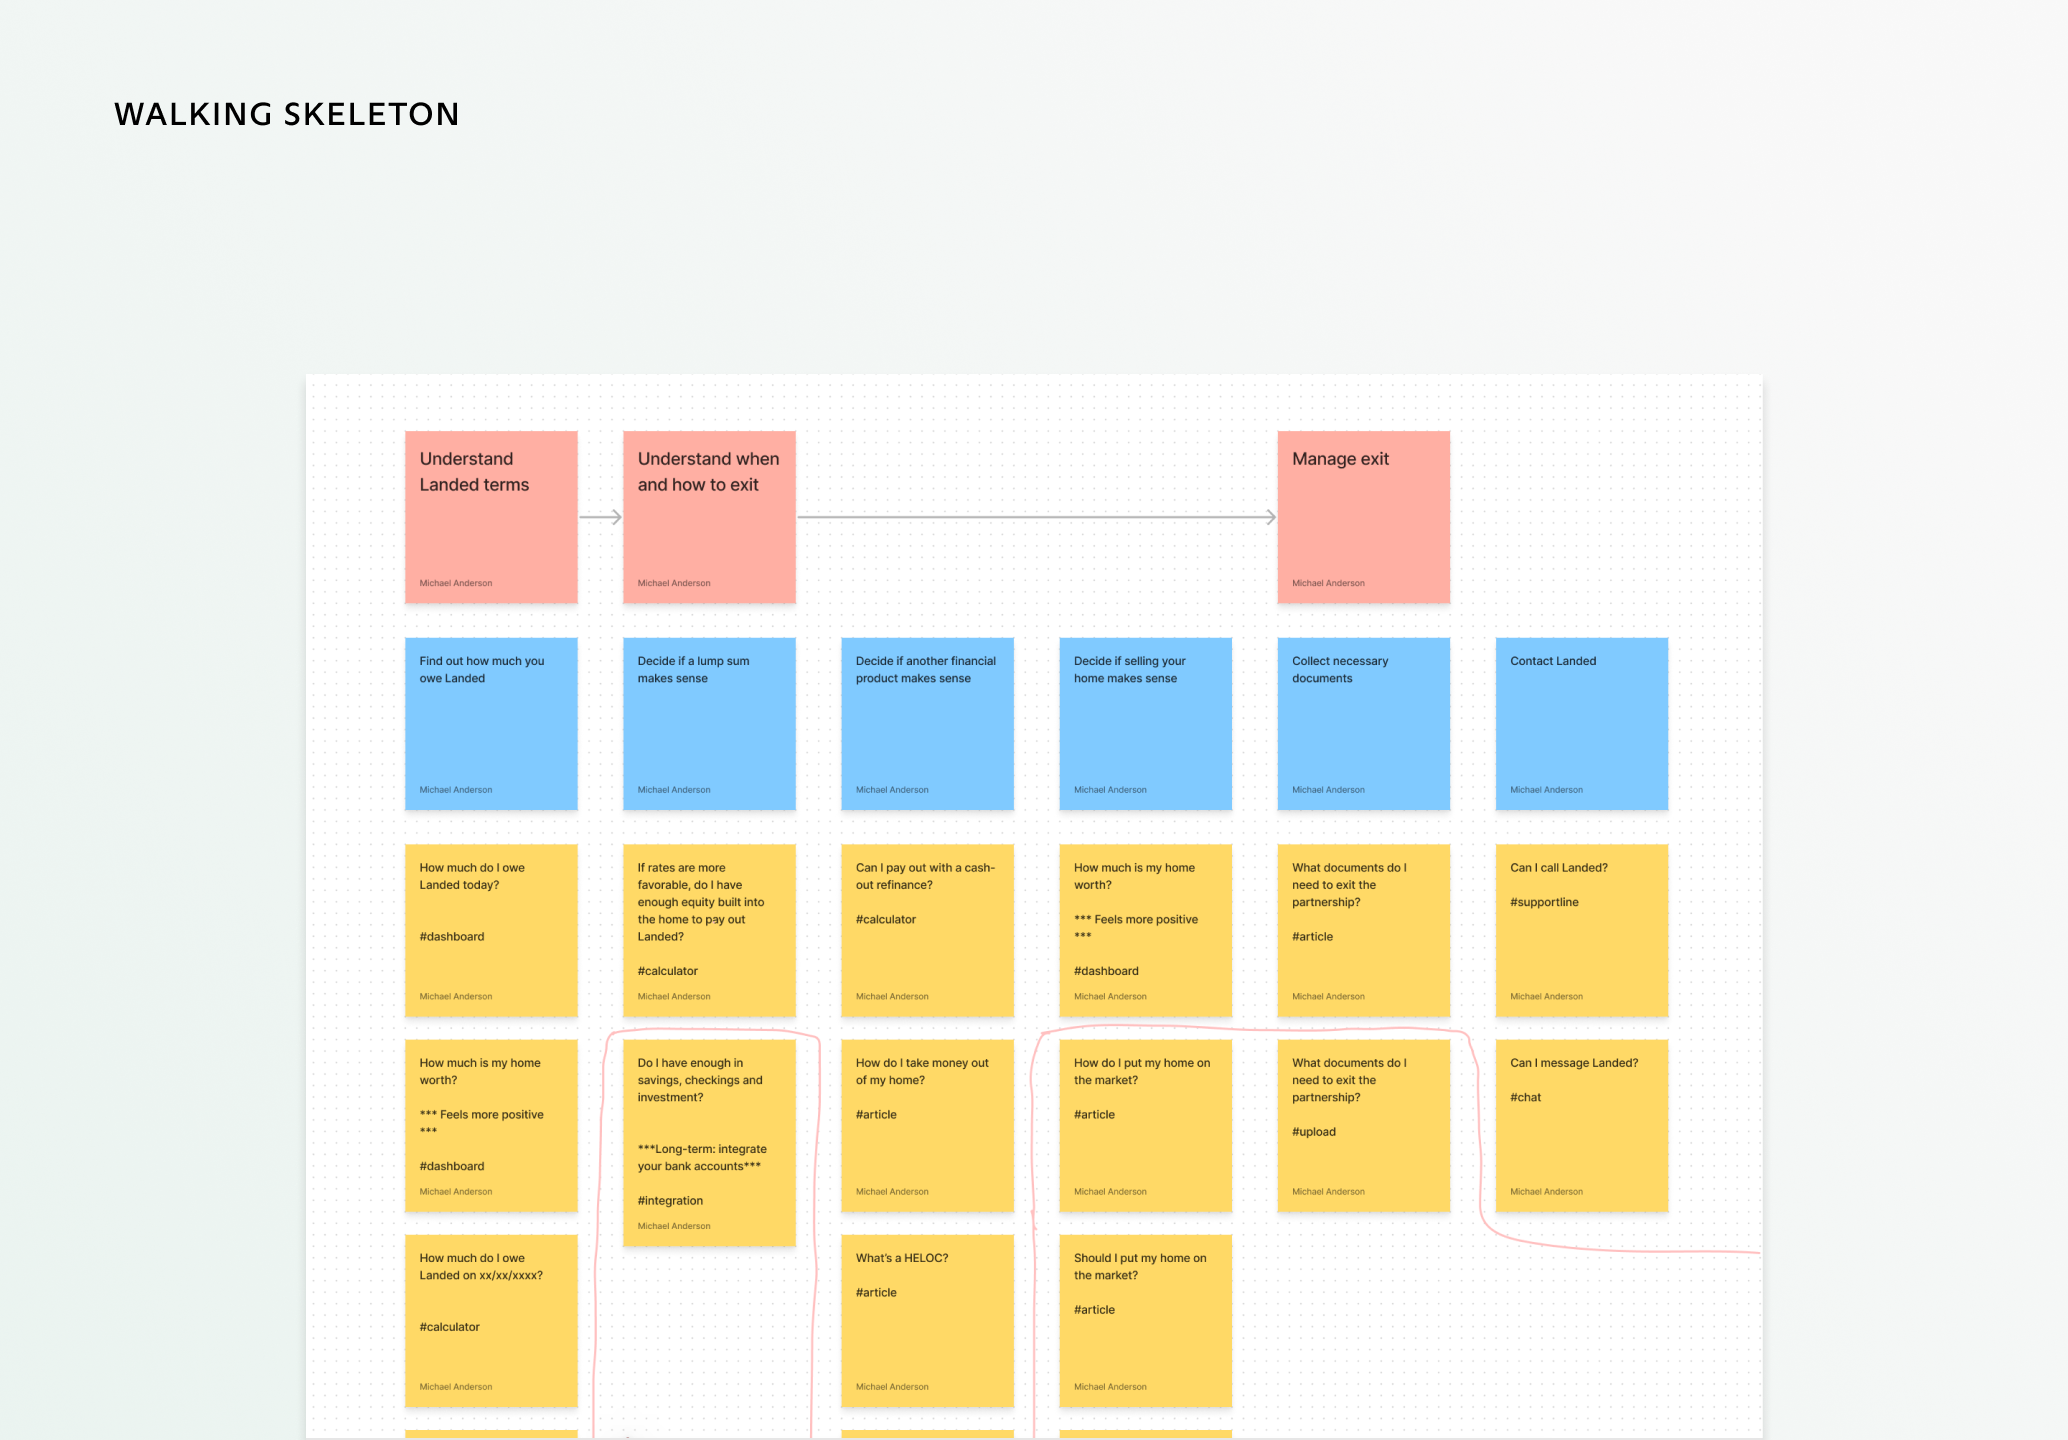 WALKING SKELETON
Understand
Landed terms
Michael Anderson
Understand when
and how to exit
Michael Anderson
Manage exit
Michael Anderson
Find out how much you
owe Landed
Michael Anderson
Decide if a lump sum
makes sense
Michael Anderson
Decide if another financial
product makes sense
Michael Anderson
Decide if selling your
home makes sense
Michael Anderson
Collect necessary
documents
Michael Anderson
Contact Landed
Michael Anderson
How much do I owe
Landed today?
#dashboard
Michael Anderson
If rates are more
favorable, do I have
enough equity built into
the home to pay out
Landed?
#calculator
Michael Anderson
Can I pay out with a cash-
out refinance?
#calculator
Michael Anderson
How much is my home
worth?
*** Feels more positive
***
#dashboard
Michael Anderson
What documents do I
need to exit the
partnership?
#article
Michael Anderson
Can I call Landed?
#supportline
Michael Anderson
How much is my home
worth?
*** Feels more positive
***
#dashboard
Michael Anderson
Do I have enough in
savings, checkings and
investment?
***Long-term: integrate
your bank accounts***
#integration
Michael Anderson
How do I take money out
of my home?
#article
Michael Anderson
How do I put my home on
the market?
#article
Michael Anderson
What documents do I
need to exit the
partnership?
#upload
Michael Anderson
Can I message Landed?
#chat
Michael Anderson
How much do I owe
Landed on xx/xx/xxxx?
#calculator
Michael Anderson
What's a HELOC?
#article
Michael Anderson
Should I put my home on
the market?
#article
Michael Anderson